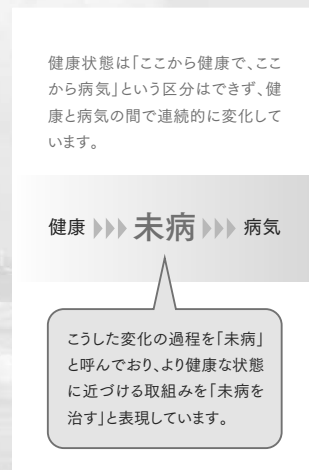 健康状態は「ここから健康で、ここ
から病気」という区分はできず、健
康と病気の間で連続的に変化して
います。
健康 未病 病気
こうした変化の過程を「未病」
と呼んでおり、より健康な状態
に近づける取組みを「未病を
治す」と表現しています。